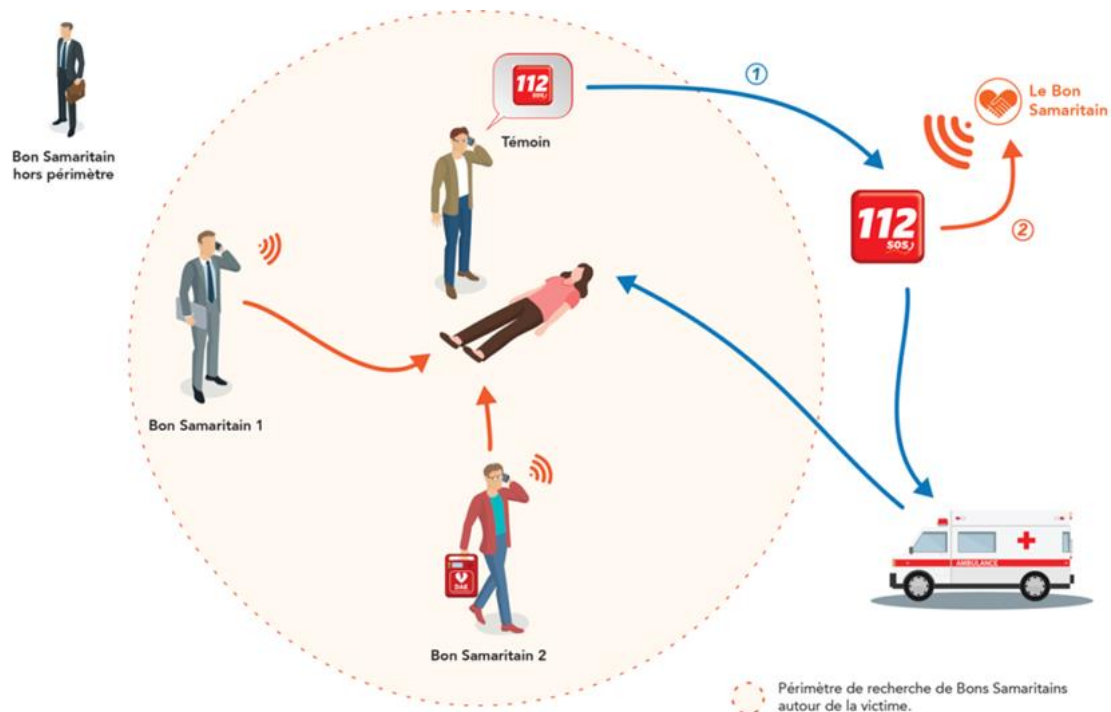 112
SOS
Témoin
①
Le Bon
Samaritain
Bon Samaritain
hors périmètre
112
SOS
②
Bon Samaritain 1
DAE
AMBULANCE
Bon Samaritain 2
Périmètre de recherche de Bons Samaritains
autour de la victime.